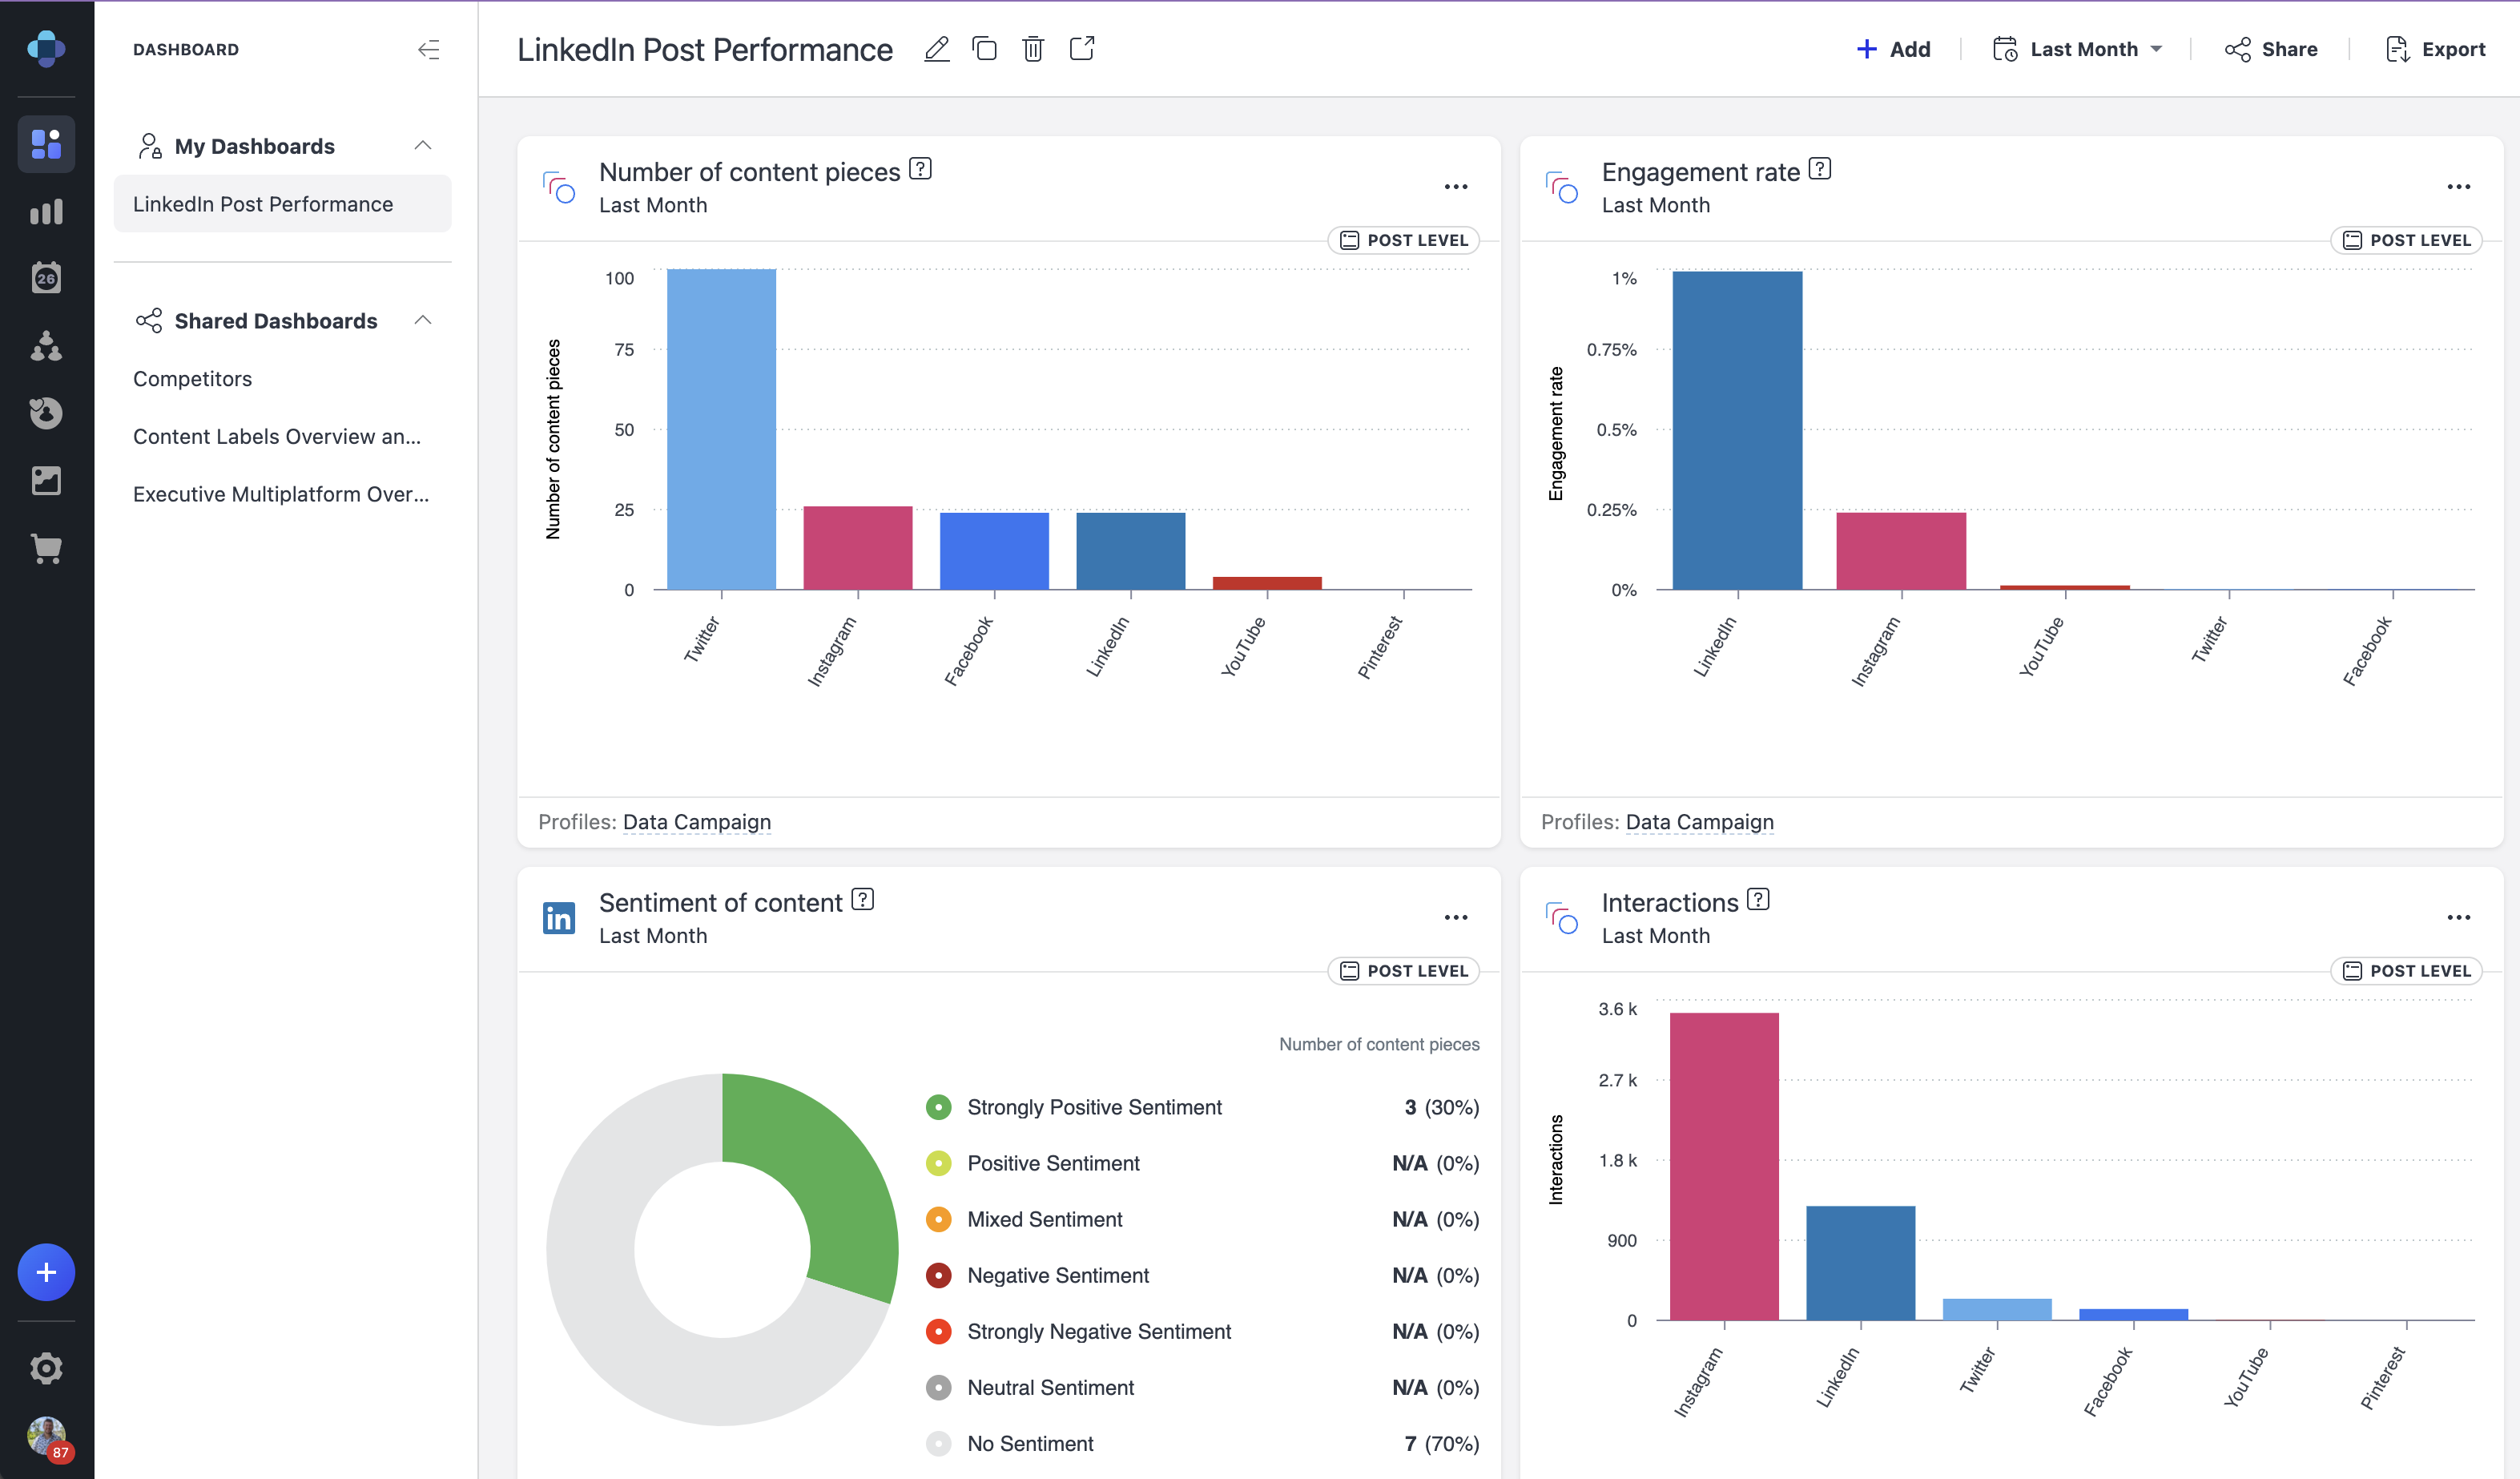 DASHBOARD
My Dashboards
LinkedIn Post Performance
Shared Dashboards
Competitors
Content Labels Overview an...
Executive Multiplatform Over...
26
87
LinkedIn Post Performance
Add
Last Month
Share
Export
Number of content pieces ?
Last Month
POST LEVEL
Number of content pieces
100
75
50
25
0
Twitter
Instagram
Facebook
LinkedIn
YouTube
Pinterest
Profiles: Data Campaign
Engagement rate ?
Last Month
POST LEVEL
Engagement rate
1%
0.75%
0.5%
0.25%
0%
LinkedIn
Instagram
YouTube
Twitter
Facebook
Profiles: Data Campaign
in
Sentiment of content ?
Last Month
POST LEVEL
Number of content pieces
Strongly Positive Sentiment 3 (30%)
Positive Sentiment N/A (0%)
Mixed Sentiment N/A (0%)
Negative Sentiment N/A (0%)
Strongly Negative Sentiment N/A (0%)
Neutral Sentiment N/A (0%)
No Sentiment 7 (70%)
Interactions ?
Last Month
POST LEVEL
Interactions
3.6 k
2.7 k
1.8 k
900
0
Instagram
LinkedIn
Twitter
Facebook
YouTube
Pinterest